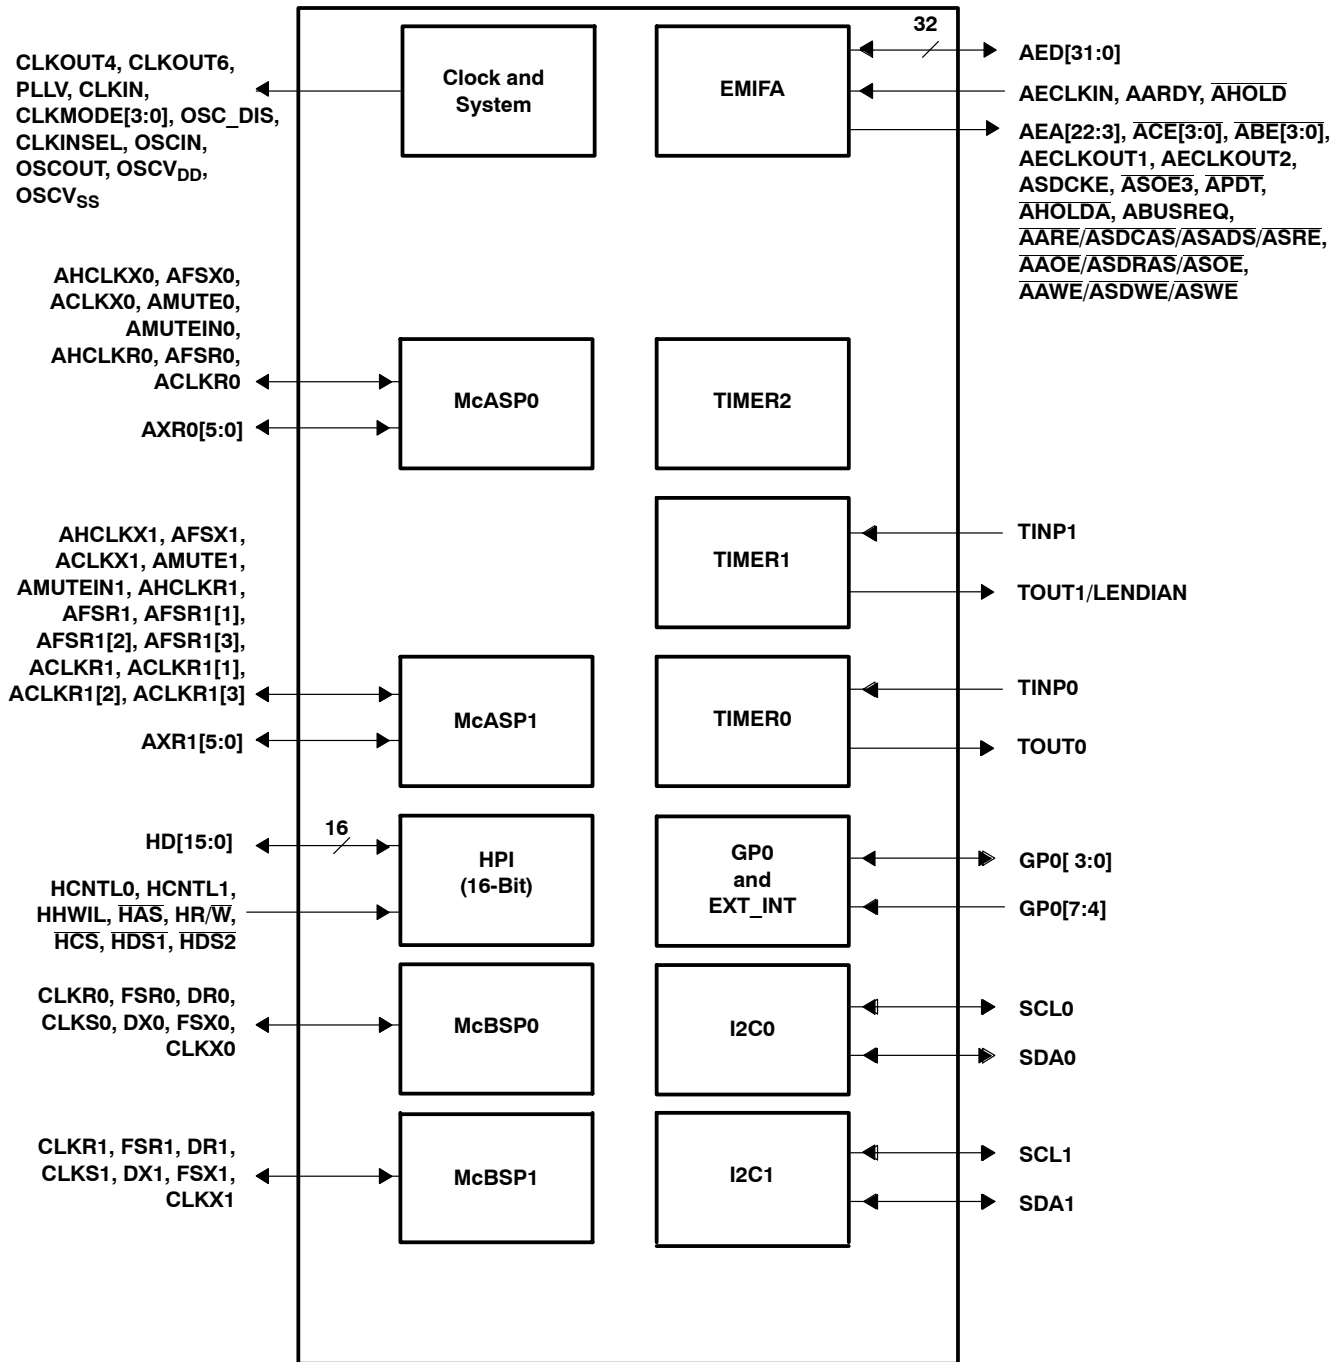 CLKOUT4, CLKOUT6,
PLLV, CLKIN,
CLKMODE[3:0], OSC_DIS,
CLKINSEL, OSCIN,
OSCOUT, OSCVDD,
OSCVSS
Clock and
System
EMIFA
32
AED[31:0]
AECLKIN, AARDY, AHOLD
AEA[22:3], ACE[3:0], ABE[3:0],
AECLKOUT1, AECLKOUT2,
ASDCKE, ASOE3, APDT,
AHOLDA, ABUSREQ,
AARE/ASDCAS/ASADS/ASRE,
AAOE/ASDRAS/ASOE,
AAWE/ASDWE/ASWE
AHCLKX0, AFSX0,
ACLKX0, AMUTE0,
AMUTEIN0,
AHCLKR0, AFSR0,
ACLKR0
AXR0[5:0]
McASP0
TIMER2
AHCLKX1, AFSX1,
ACLKX1, AMUTE1,
AMUTEIN1, AHCLKR1,
AFSR1, AFSR1[1],
AFSR1[2], AFSR1[3],
ACLKR1, ACLKR1[1],
ACLKR1[2], ACLKR1[3]
AXR1[5:0]
McASP1
TIMER1
TINP1
TOUT1/LENDIAN
TIMER0
TINP0
TOUT0
HD[15:0]
16
HCNTL0, HCNTL1,
HHWIL, HAS, HR/W,
HCS, HDS1, HDS2
HPI
(16-Bit)
GP0
and
EXT_INT
GP0[ 3:0]
GP0[7:4]
CLKR0, FSR0, DR0,
CLKS0, DX0, FSX0,
CLKX0
McBSP0
I2C0
SCL0
SDA0
CLKR1, FSR1, DR1,
CLKS1, DX1, FSX1,
CLKX1
McBSP1
I2C1
SCL1
SDA1